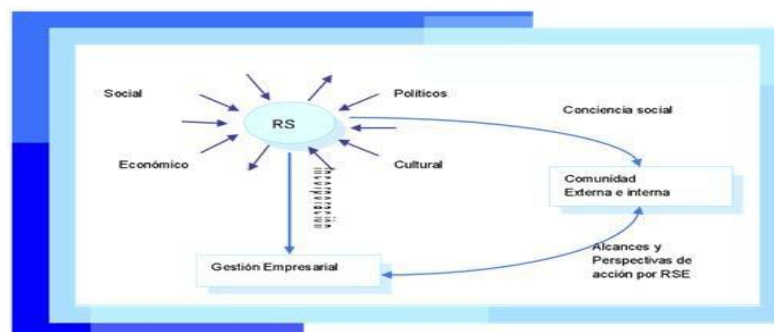 Social
Políticos
Conciencia social
RS
Económico
Cultural
Comunidad
Externa e interna
Alcances y
Perspectivas de
acción por RSE
Gestión Empresarial